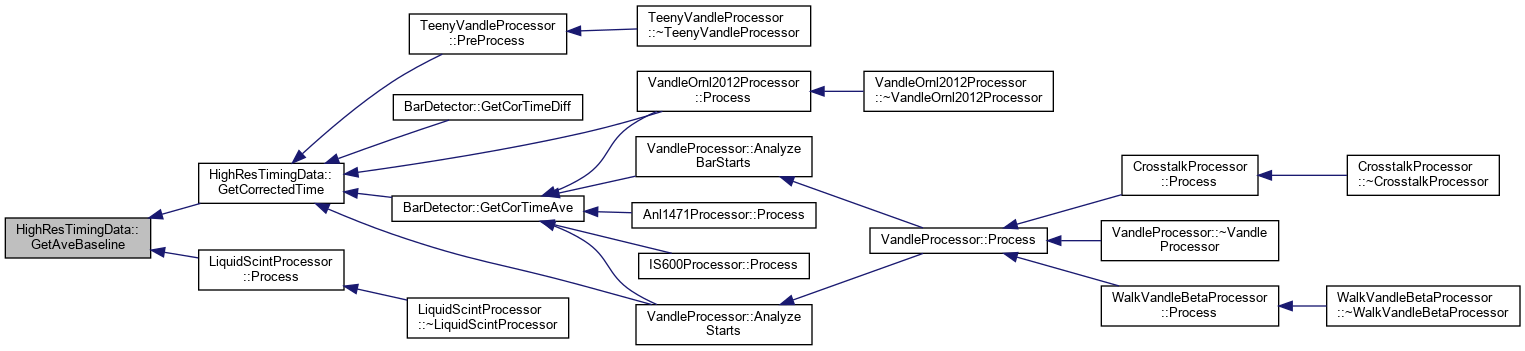 HighResTimingData::
GetAveBaseline
HighResTimingData::
GetCorrectedTime
LiquidScintProcessor
::Process
TeenyVandleProcessor
::PreProcess
BarDetector::GetCorTimeDiff
BarDetector::GetCorTimeAve
LiquidScintProcessor
::~LiquidScintProcessor
TeenyVandleProcessor
::~TeenyVandleProcessor
VandleOrnl2012Processor
::Process
VandleProcessor::Analyze
BarStarts
Anl1471Processor::Process
IS600Processor::Process
VandleProcessor::Analyze
Starts
VandleOrnl2012Processor
::~VandleOrnl2012Processor
VandleProcessor::Process
CrosstalkProcessor
::Process
VandleProcessor::~Vandle
Processor
WalkVandleBetaProcessor
::Process
CrosstalkProcessor
::~CrosstalkProcessor
WalkVandleBetaProcessor
::~WalkVandleBetaProcessor